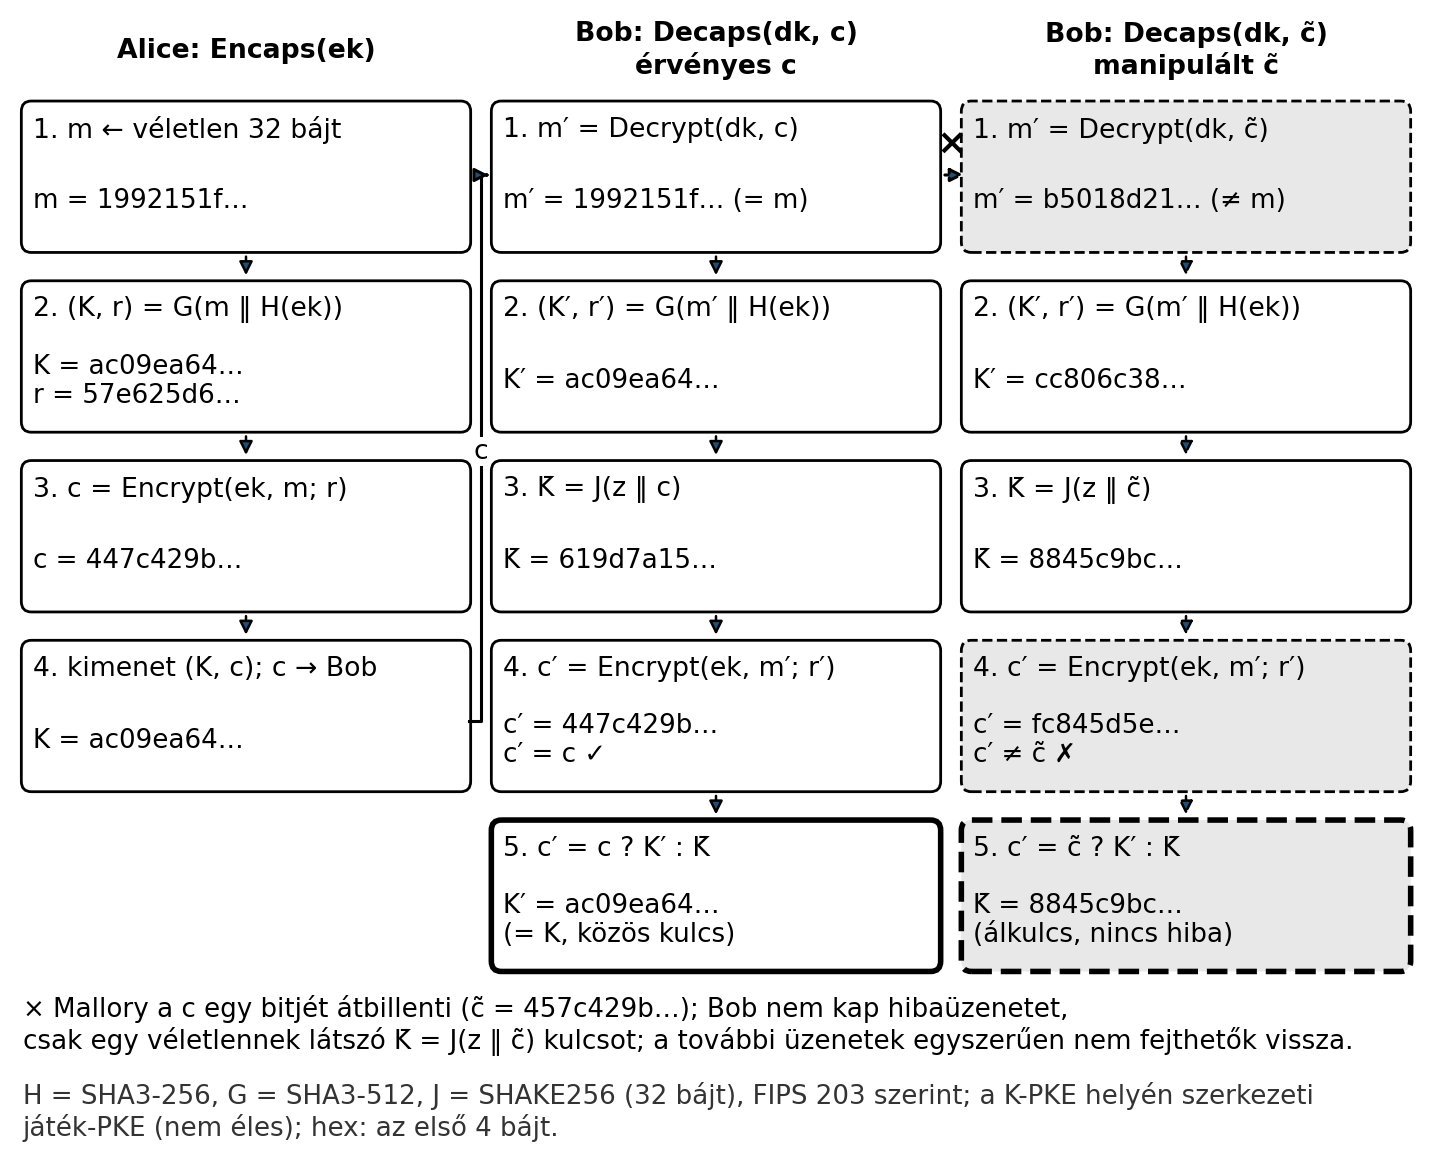 Alice: Encaps(ek)
1. m ← véletlen 32 bájt
m = 1992151f…
2. (K, r) = G(m ‖ H(ek))
K = ac09ea64…
r = 57e625d6…
3. c = Encrypt(ek, m; r)
c = 447c429b…
4. kimenet (K, c); c → Bob
K = ac09ea64…
c
Bob: Decaps(dk, c)
érvényes c
1. m′ = Decrypt(dk, c)
m′ = 1992151f… (= m)
2. (K′, r′) = G(m′ ‖ H(ek))
K′ = ac09ea64…
3. K̄ = J(z ‖ c)
K̄ = 619d7a15…
4. c′ = Encrypt(ek, m′; r′)
c′ = 447c429b…
c′ = c ✓
5. c′ = c ? K′ : K̄
K′ = ac09ea64…
(= K, közös kulcs)
×
Bob: Decaps(dk, c̃)
manipulált c̃
1. m′ = Decrypt(dk, c̃)
m′ = b5018d21… (≠ m)
2. (K′, r′) = G(m′ ‖ H(ek))
K′ = cc806c38…
3. K̄ = J(z ‖ c̃)
K̄ = 8845c9bc…
4. c′ = Encrypt(ek, m′; r′)
c′ = fc845d5e…
c′ ≠ c̃ ✗
5. c′ = c̃ ? K′ : K̄
K̄ = 8845c9bc…
(álkulcs, nincs hiba)
× Mallory a c egy bitjét átbillenti (c̃ = 457c429b…); Bob nem kap hibaüzenetet,
csak egy véletlennek látszó K̄ = J(z ‖ c̃) kulcsot; a további üzenetek egyszerűen nem fejthetők vissza.
H = SHA3-256, G = SHA3-512, J = SHAKE256 (32 bájt), FIPS 203 szerint; a K-PKE helyén szerkezeti
játék-PKE (nem éles); hex: az első 4 bájt.